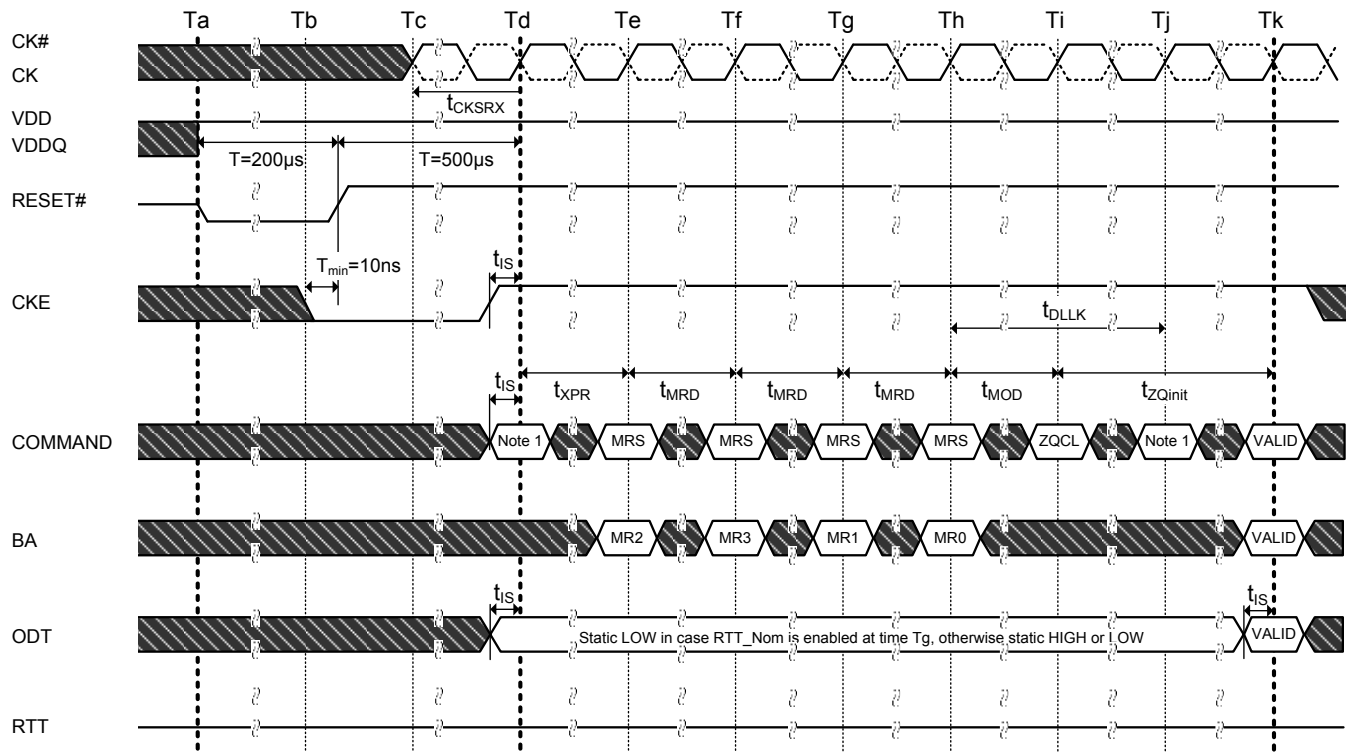 Ta Tb Tc Td Te Tf Tg Th Ti Tj Tk
CK#
CK
tCKSRX
VDD
VDDQ
T=200µs T=500µs
RESET#
Tmin=10ns tIS
CKE
tDLLK
tIS tXPR tMRD tMRD tMRD tMOD tZQinit
COMMAND Note 1 MRS MRS MRS MRS ZQCL Note 1 VALID
BA MR2 MR3 MR1 MR0 VALID
tIS tIS
ODT Static LOW in case RTT_Nom is enabled at time Tg, otherwise static HIGH or LOW VALID
RTT